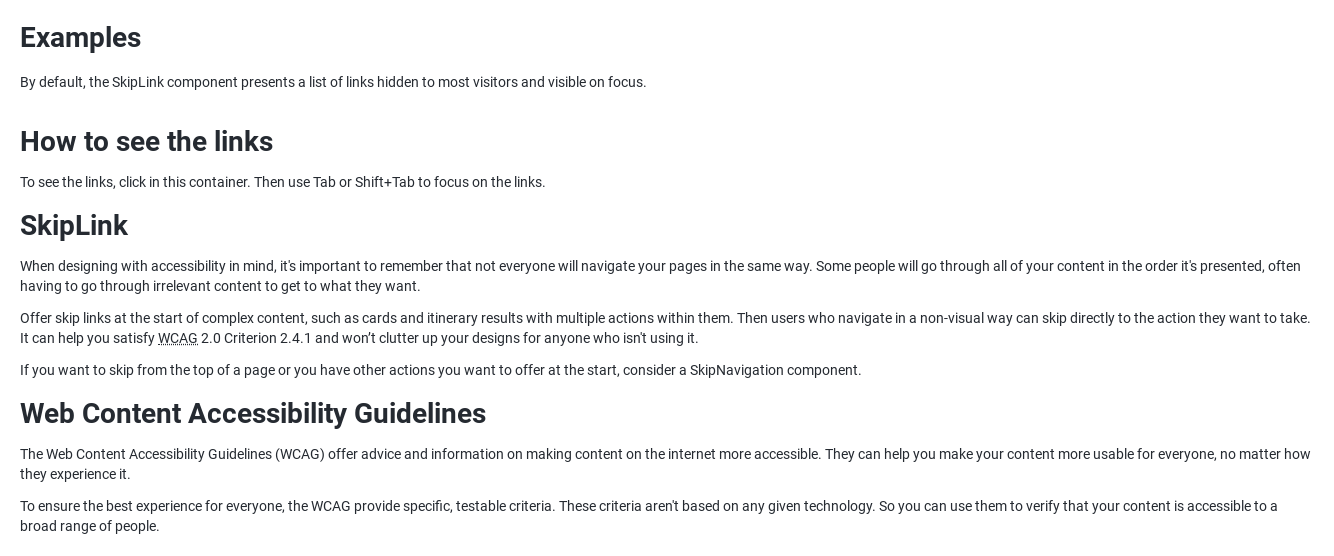 Examples
By default, the SkipLink component presents a list of links hidden to most visitors and visible on focus.
How to see the links
To see the links, click in this container. Then use Tab or Shift+Tab to focus on the links.
SkipLink
When designing with accessibility in mind, it's important to remember that not everyone will navigate your pages in the same way. Some people will go through all of your content in the order it's presented, often
having to go through irrelevant content to get to what they want.
Offer skip links at the start of complex content, such as cards and itinerary results with multiple actions within them. Then users who navigate in a non-visual way can skip directly to the action they want to take.
It can help you satisfy WCAG 2.0 Criterion 2.4.1 and won’t clutter up your designs for anyone who isn't using it.
If you want to skip from the top of a page or you have other actions you want to offer at the start, consider a SkipNavigation component.
Web Content Accessibility Guidelines
The Web Content Accessibility Guidelines (WCAG) offer advice and information on making content on the internet more accessible. They can help you make your content more usable for everyone, no matter how
they experience it.
To ensure the best experience for everyone, the WCAG provide specific, testable criteria. These criteria aren't based on any given technology. So you can use them to verify that your content is accessible to a
broad range of people.